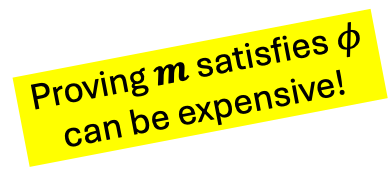 Proving m satisfies ϕ
can be expensive!